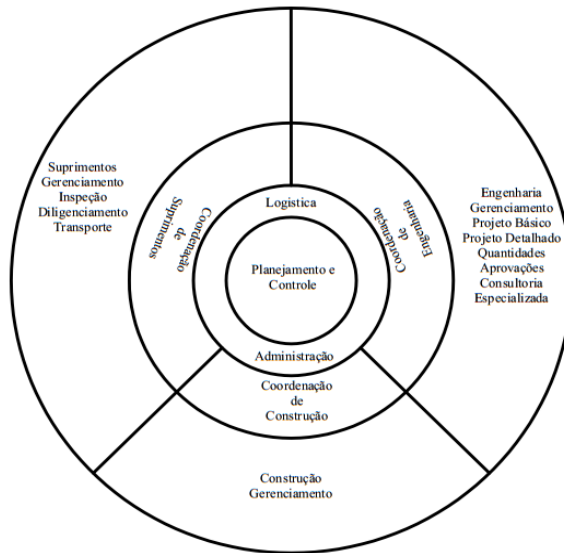 Suprimentos
Gerenciamento
Inspeção
Diligenciamento
Transporte
Coordenação
de
Suprimentos
Logistica
Planejamento e
Controle
Administração
Coordenação
de
Engenharia
Engenharia
Gerenciamento
Projeto Básico
Projeto Detalhado
Quantidades
Aprovações
Consultoria
Especializada
Coordenação
de
Construção
Construção
Gerenciamento